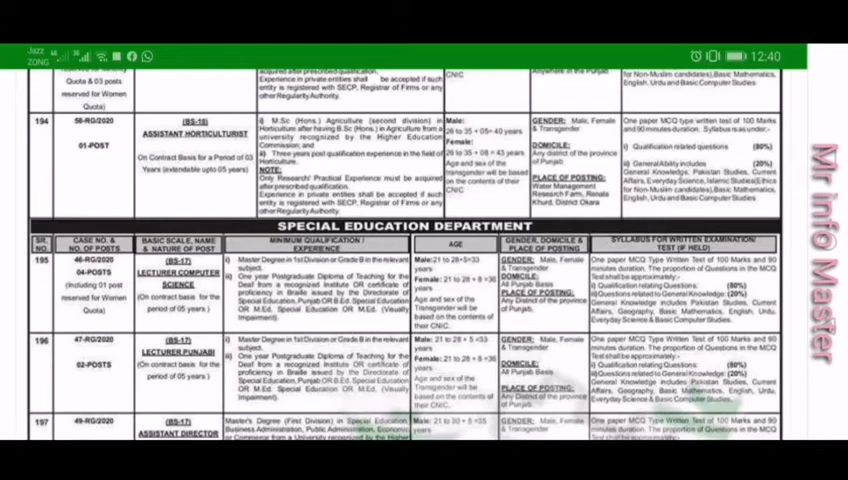 Jazz
ZONG
12:40
Quota & 03 posts
reserved for Women
Quota)
acquired after prescribed qualification.
Experience in private entities shall be accepted if such
entity is registered with SECP, Registrar of Firms or any
other Regularity Authority.
CNIC
Anywhere in the Punjab
for Non-Muslim candidates), Basic Mathematics,
English, Urdu and Basic Computer Studies
194
58-RG/2020
01-POST
(BS-18)
ASSISTANT HORTICULTURIST
On Contract Basis for a Period of 03
Years (extendable upto 05 years)
i) M.Sc (Hons.) Agriculture (second division) in
Horticulture after having B.Sc (Hons.) in Agriculture from a
university recognized by the Higher Education
Commission; and
ii) Three years post qualification experience in the field of
Horticulture.
NOTE:
Only Research/ Practical Experience must be acquired
after prescribed qualification.
Experience in private entities shall be accepted if such
entity is registered with SECP, Registrar of Firms or any
other Regularity Authority.
Male:
26 to 35 + 05= 40 years
Female:
26 to 35 + 08 = 43 years
Age and sex of the
transgender will be based
on the contents of their
CNIC
GENDER: Male, Female
& Transgender
DOMICILE:
Any district of the province
of Punjab
PLACE OF POSTING:
Water Management
Research Farm, Renala
Khurd, District Okara
One paper MCQ type written test of 100 Marks
and 90 minutes duration. Syllabus is as under:-
i) Qualification related questions (80%)
ii) General Ability includes (20%)
General Knowledge, Pakistan Studies, Current
Affairs, Everyday Science, Islamic Studies(Ethics
for Non-Muslim candidates), Basic Mathematics,
English, Urdu and Basic Computer Studies
SPECIAL EDUCATION DEPARTMENT
SR. NO.
CASE NO. & NO. OF POSTS
BASIC SCALE, NAME & NATURE OF POST
MINIMUM QUALIFICATION / EXPERIENCE
AGE
GENDER, DOMICILE & PLACE OF POSTING
SYLLABUS FOR WRITTEN EXAMINATION/ TEST (IF HELD)
195
46-RG/2020
04-POSTS
(Including 01 post
reserved for Women
Quota)
(BS-17)
LECTURER COMPUTER
SCIENCE
(On contract basis for the
period of 05 years)
i) Master Degree in 1st Division or Grade B in the relevant
subject.
ii) One year Postgraduate Diploma of Teaching for the
Deaf from a recognized Institute OR certificate of
proficiency in Braille issued by the Directorate of
Special Education, Punjab OR B.Ed. Special Education
OR M.Ed. Special Education OR M.Ed. (Visually
Impairment).
Male: 21 to 28+5=33
years
Female: 21 to 28 + 8 =36
years
Age and sex of the
Transgender will be
based on the contents of
their CNIC.
GENDER: Male, Female
& Transgender
DOMICILE:
All Punjab Basis
PLACE OF POSTING:
Any District of the province
of Punjab
One paper MCQ Type Written Test of 100 Marks and 90
minutes duration. The proportion of Questions in the MCQ
Test shall be approximately:-
i) Qualification relating Questions: (80%)
ii) Questions related to General Knowledge: (20%)
General Knowledge includes Pakistan Studies, Current
Affairs, Geography, Basic Mathematics, English, Urdu,
Everyday Science & Basic Computer Studies.
196
47-RG/2020
02-POSTS
(BS-17)
LECTURER PUNJABI
(On contract basis for the
period of 05 years )
i) Master Degree in 1st Division or Grade B in the relevant
subject.
ii) One year Postgraduate Diploma of Teaching for the
Deaf from a recognized Institute OR certificate of
proficiency in Braille issued by the Directorate of
Special Education, Punjab OR B.Ed. Special Education
OR M.Ed. Special Education OR M.Ed. (Visually
Impairment).
Male: 21 to 28 + 5 =33
years
Female: 21 to 28 + 8 =36
years
Age and sex of the
Transgender will be
based on the contents of
their CNIC.
GENDER: Male, Female
& Transgender
DOMICILE:
All Punjab Basis
PLACE OF POSTING:
Any District of the province
of Punjab.
One paper MCQ Type Written Test of 100 Marks and 90
minutes duration. The proportion of Questions in the MCQ
Test shall be approximately:-
i) Qualification relating Questions: (80%)
ii) Questions related to General Knowledge: (20%)
General Knowledge includes Pakistan Studies, Current
Affairs, Geography, Basic Mathematics, English, Urdu,
Everyday Science & Basic Computer Studies.
197
49-RG/2020
(BS-17)
ASSISTANT DIRECTOR
Master's Degree (First Division) in Special Education,
Business Administration, Public Administration, Economic
or Commerce from a University recognized by the Higher
Male: 21 to 30 + 5 =35
years
GENDER: Male, Female
& Transgender
One paper MCQ Type Written Test of 100 Marks and 90
minutes duration. The proportion of Questions in the MCQ
Mr info Master